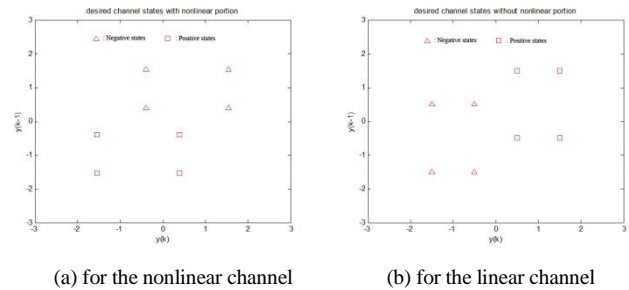 desired channel states with nonlinear portion
: Negative states : Positive states
3
2
1
0
-1
-2
-3
y(k-1)
-3 -2 -1 0 1 2 3
y(k)
(a) for the nonlinear channel
desired channel states without nonlinear portion
: Negative states : Positive states
3
2
1
0
-1
-2
-3
y(k-1)
-3 -2 -1 0 1 2 3
y(k)
(b) for the linear channel